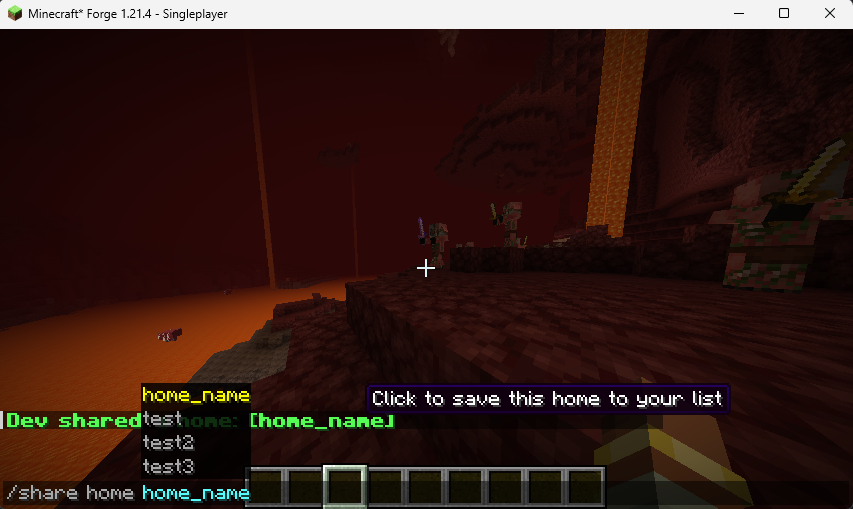 Minecraft* Forge 1.21.4 - Singleplayer
home_name
Click to save this home to your list
Dev shared home: [home_name]
test
test2
test3
/share home home_name